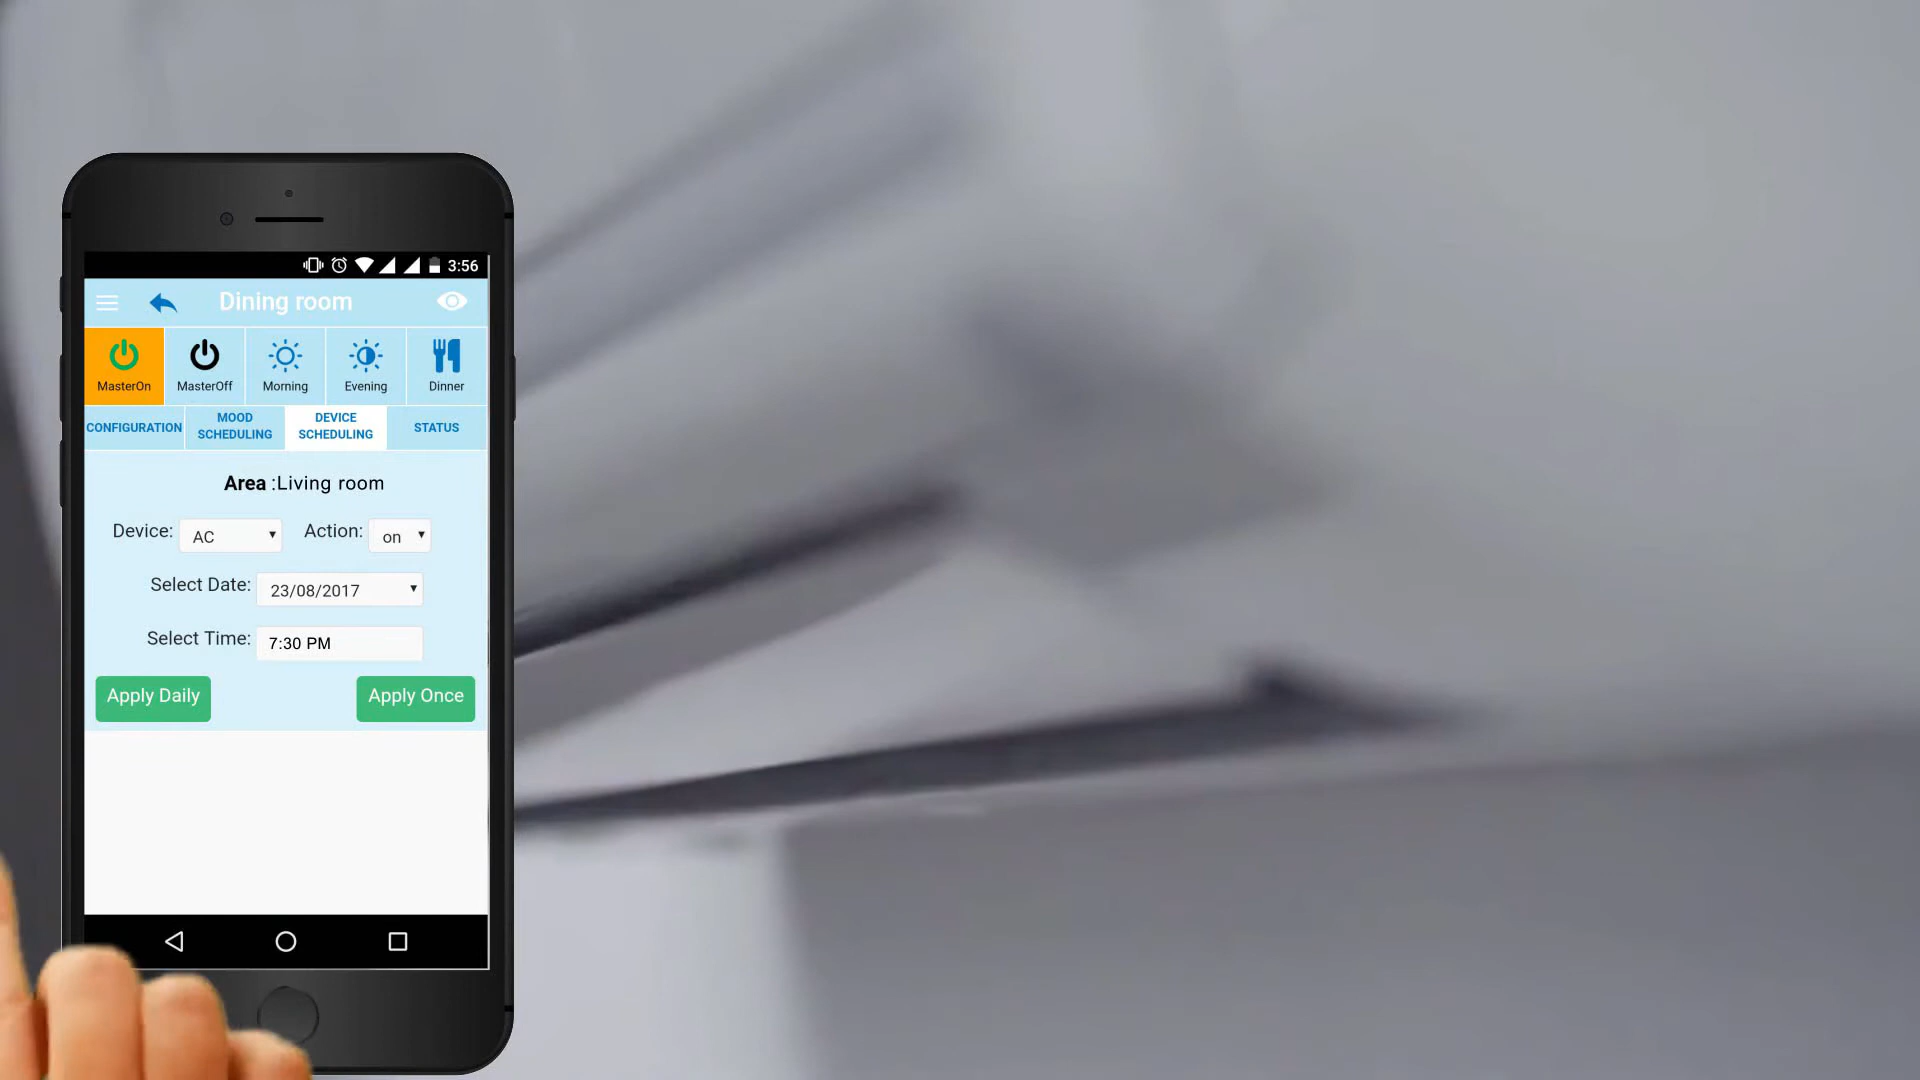 3:56
Dining room
MasterOn MasterOff Morning Evening Dinner
CONFIGURATION MOOD SCHEDULING DEVICE SCHEDULING STATUS
Area :Living room
Device: AC Action: on
Select Date: 23/08/2017
Select Time: 7:30 PM
Apply Daily Apply Once